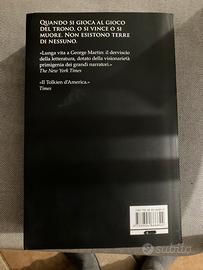 QUANDO SI GIOCA AL GIOCO
DEL TRONO, O SI VINCE O SI
MUORE. NON ESISTONO TERRE
DI NESSUNO.
«Lunga vita a George Martin: il derviscio
della letteratura, dotato della visionarietà
primigenia dei grandi narratori.»
The New York Times
«Il Tolkien d'America.»
Times
subito